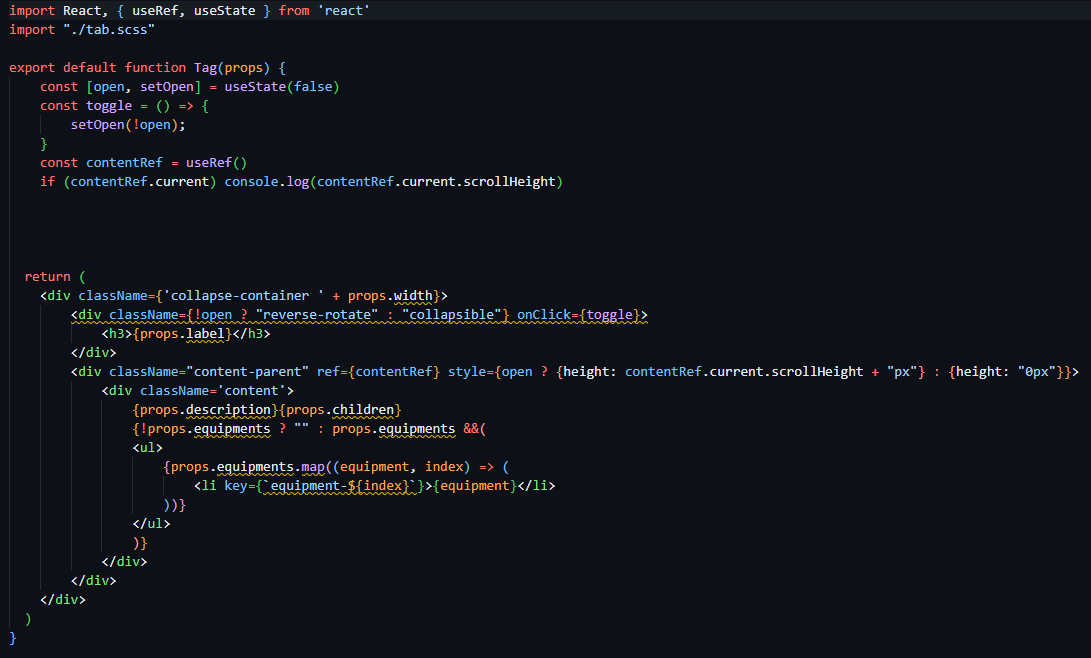 import React, { useRef, useState } from 'react'
import "./tab.scss"
export default function Tag(props) {
const [open, setOpen] = useState(false)
const toggle = () => {
setOpen(!open);
}
const contentRef = useRef()
if (contentRef.current) console.log(contentRef.current.scrollHeight)
return (
<div className={'collapse-container ' + props.width}>
<div className={!open ? "reverse-rotate" : "collapsible"} onClick={toggle}>
<h3>{props.label}</h3>
</div>
<div className="content-parent" ref={contentRef} style={open ? {height: contentRef.current.scrollHeight + "px"} : {height: "0px"}}>
<div className='content'>
{props.description}{props.children}
{!props.equipments ? "" : props.equipments &&(
<ul>
{props.equipments.map((equipment, index) => (
<li key={`equipment-${index}`}>{equipment}</li>
))}
</ul>
)}
</div>
</div>
</div>
)
}